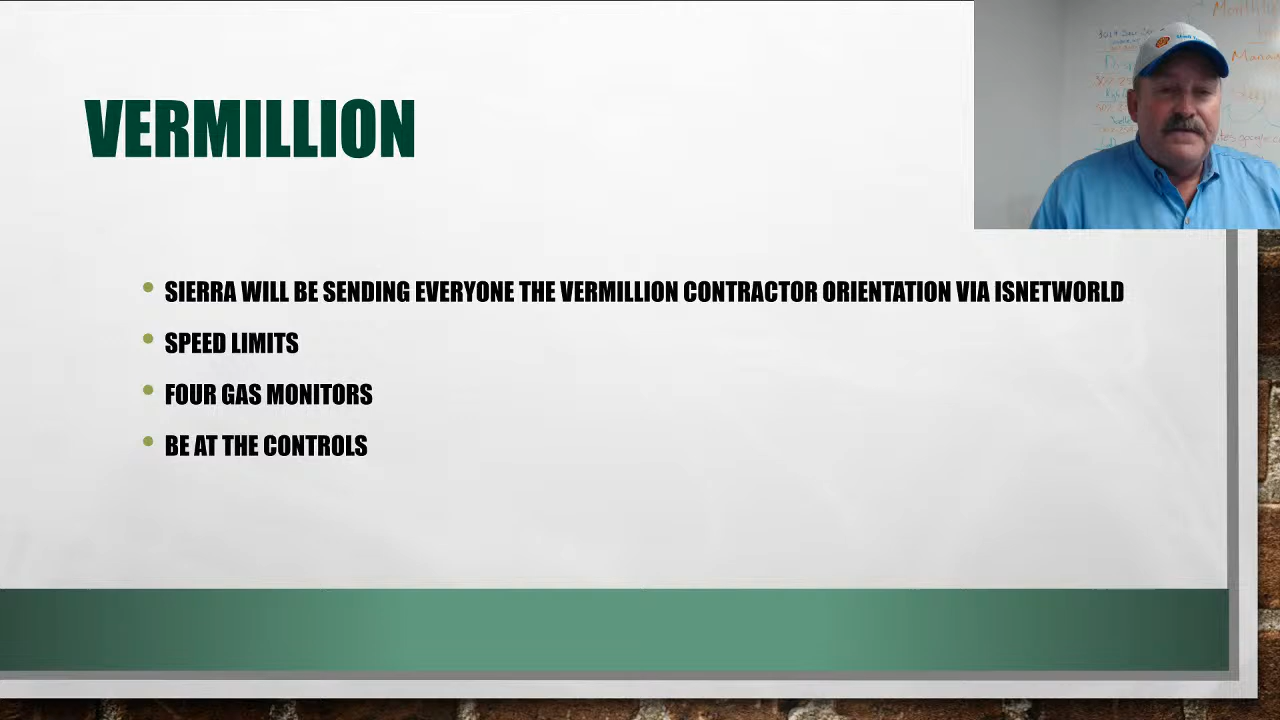 VERMILLION
• SIERRA WILL BE SENDING EVERYONE THE VERMILLION CONTRACTOR ORIENTATION VIA ISNETWORLD
• SPEED LIMITS
• FOUR GAS MONITORS
• BE AT THE CONTROLS